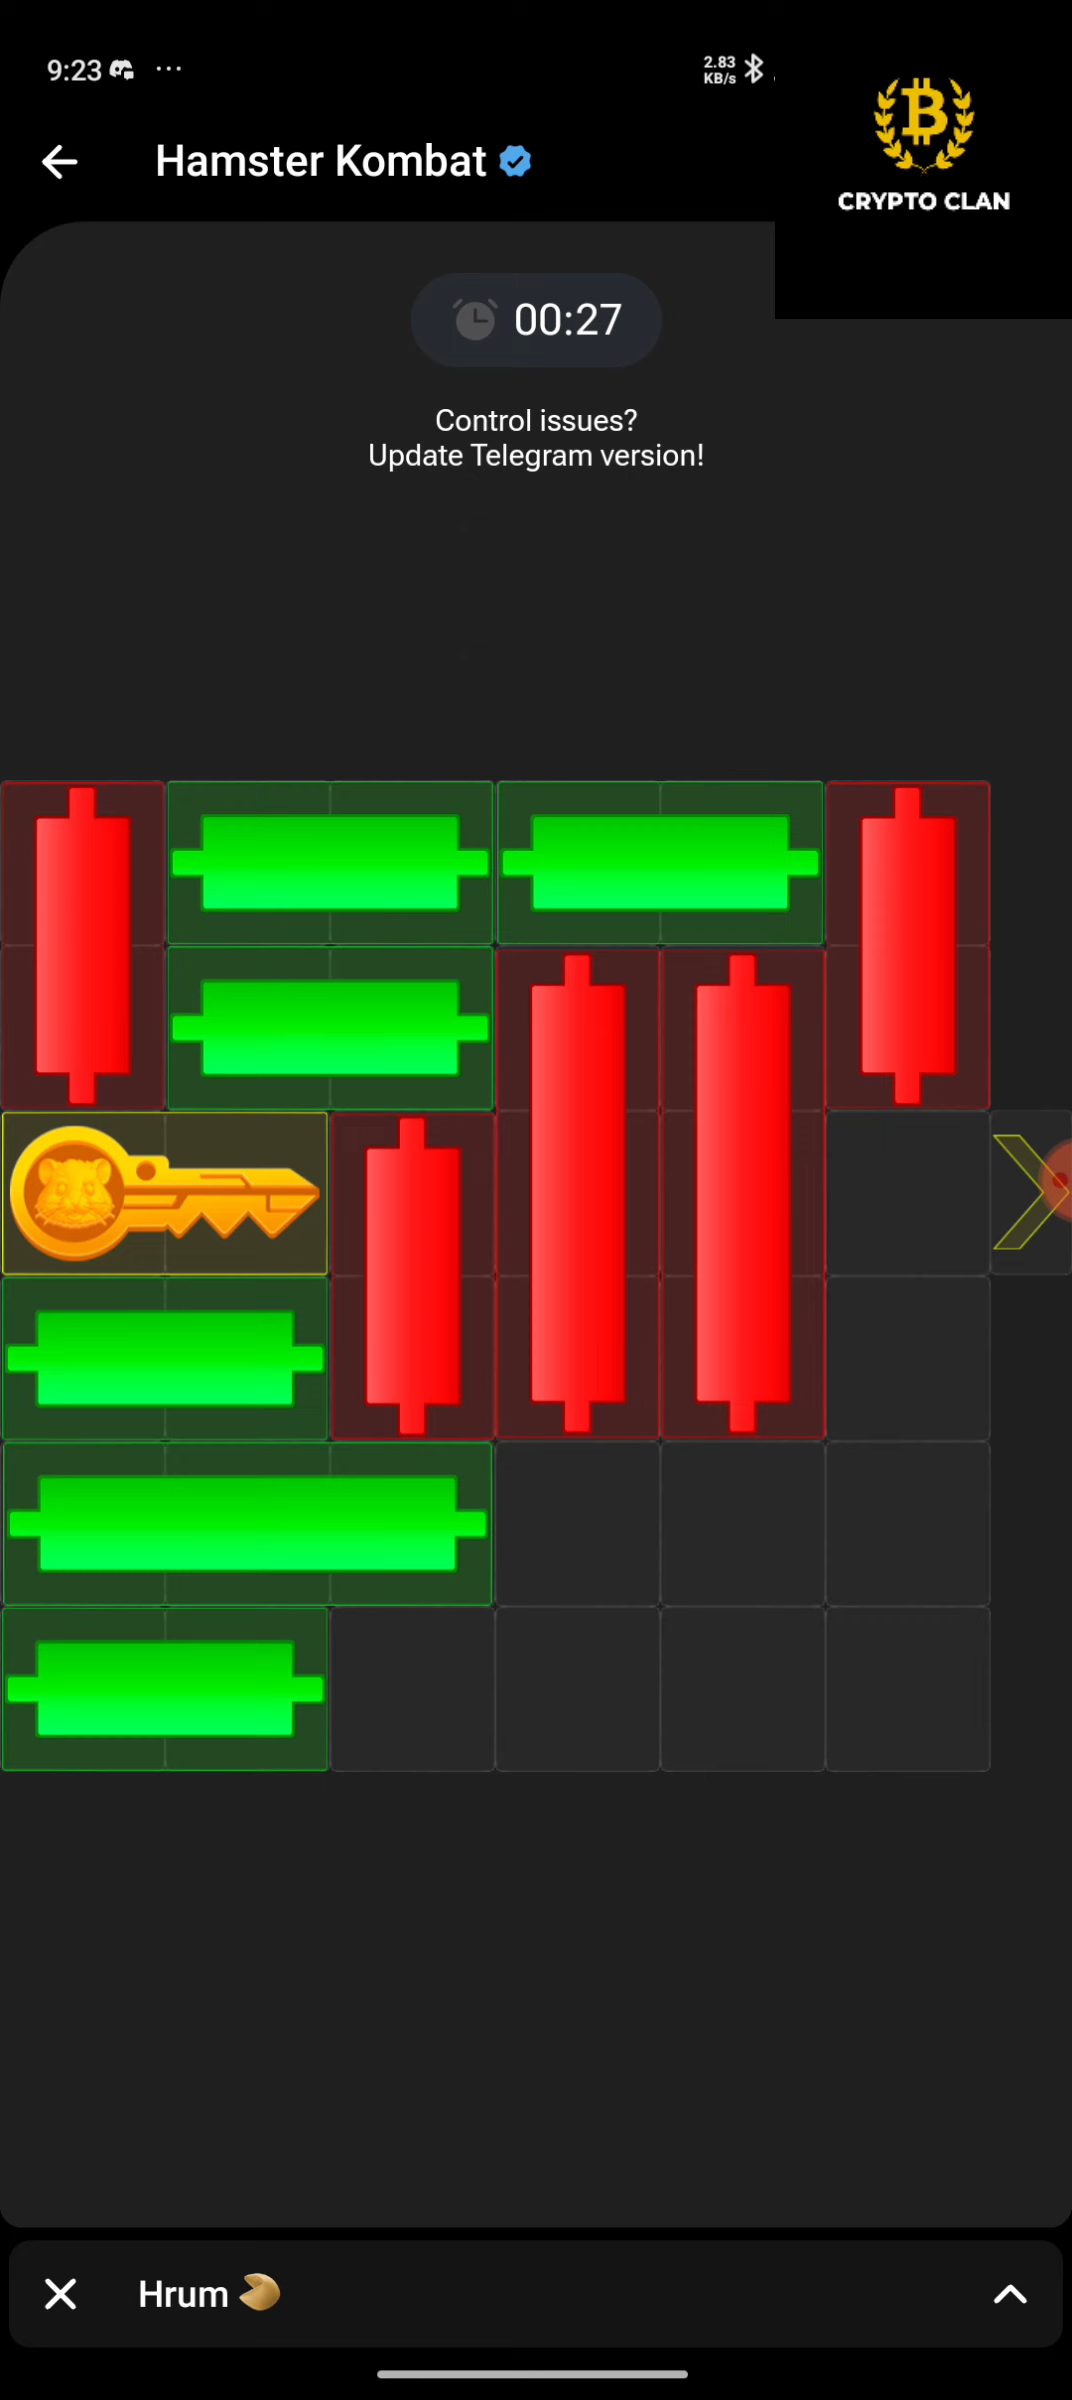 9:23
2.83
KB/s
Hamster Kombat
CRYPTO CLAN
00:27
Control issues?
Update Telegram version!
Hrum